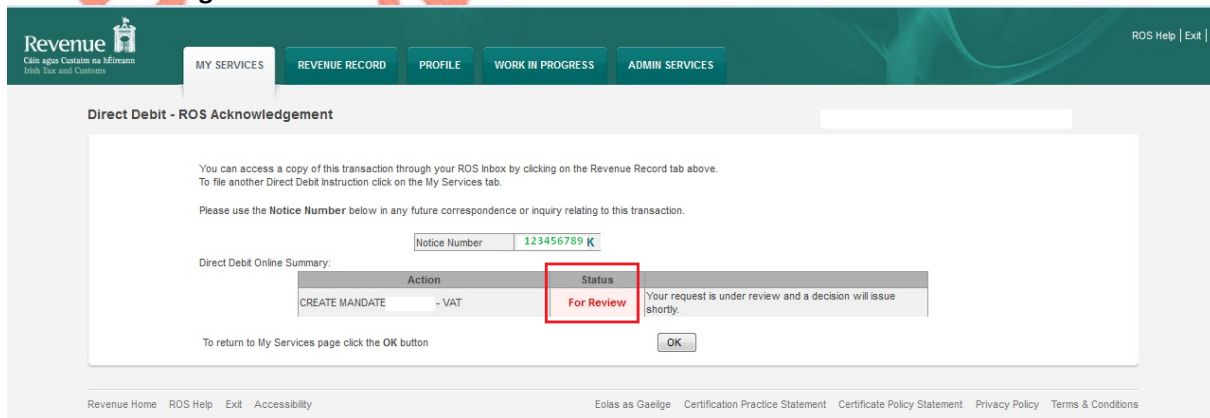 Revenue
Cáin agus Custaim na hÉireann
Irish Tax and Customs
MY SERVICES
REVENUE RECORD
PROFILE
WORK IN PROGRESS
ADMIN SERVICES
ROS Help | Exit |
Direct Debit - ROS Acknowledgement
You can access a copy of this transaction through your ROS Inbox by clicking on the Revenue Record tab above.
To file another Direct Debit Instruction click on the My Services tab.
Please use the Notice Number below in any future correspondence or inquiry relating to this transaction.
Notice Number 123456789 K
Direct Debit Online Summary:
Action Status
CREATE MANDATE - VAT For Review Your request is under review and a decision will issue
shortly.
To return to My Services page click the OK button OK
Revenue Home ROS Help Exit Accessibility Eolas as Gaeilge Certification Practice Statement Certificate Policy Statement Privacy Policy Terms & Conditions